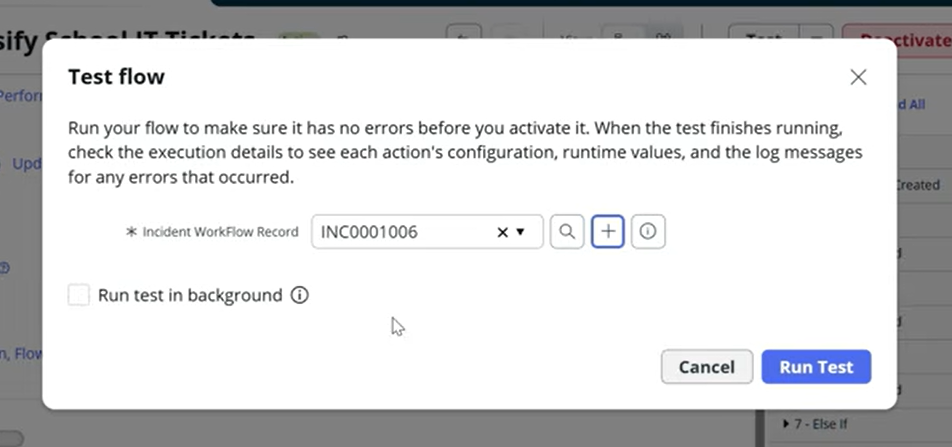 sify School IT Tickets
Test
Deactivate
Test flow
Perform
Run your flow to make sure it has no errors before you activate it. When the test finishes running,
check the execution details to see each action's configuration, runtime values, and the log messages
for any errors that occurred.
d All
Upd
Created
* Incident WorkFlow Record INC0001006
Run test in background
n, Flow
Cancel Run Test
7 - Else If